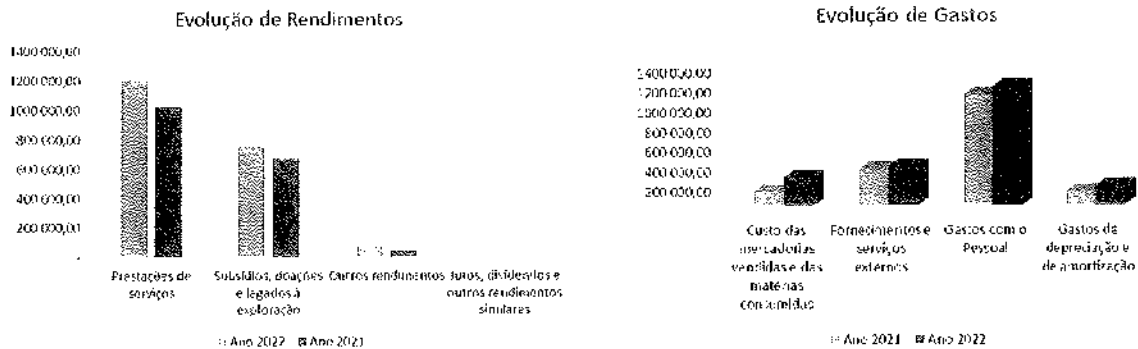 Evolução de Rendimentos
1400 000,00
1200 000,00
1000 000,00
800 000,00
600 000,00
400 000,00
200 000,00
-
Prestações de
serviços
Subsídios, doações
e legados à
exploração
Outros rendimentos
Juros, dividendos e
outros rendimentos
similares
Ano 2022 Ano 2021
Evolução de Gastos
1400 000,00
1200 000,00
1000 000,00
800 000,00
600 000,00
400 000,00
200 000,00
Custo das
mercadorias
vendidas e das
matérias
consumidas
Fornecimentos e
serviços
externos
Gastos com o
Pessoal
Gastos de
depreciação e
de amortização
Ano 2021 Ano 2022